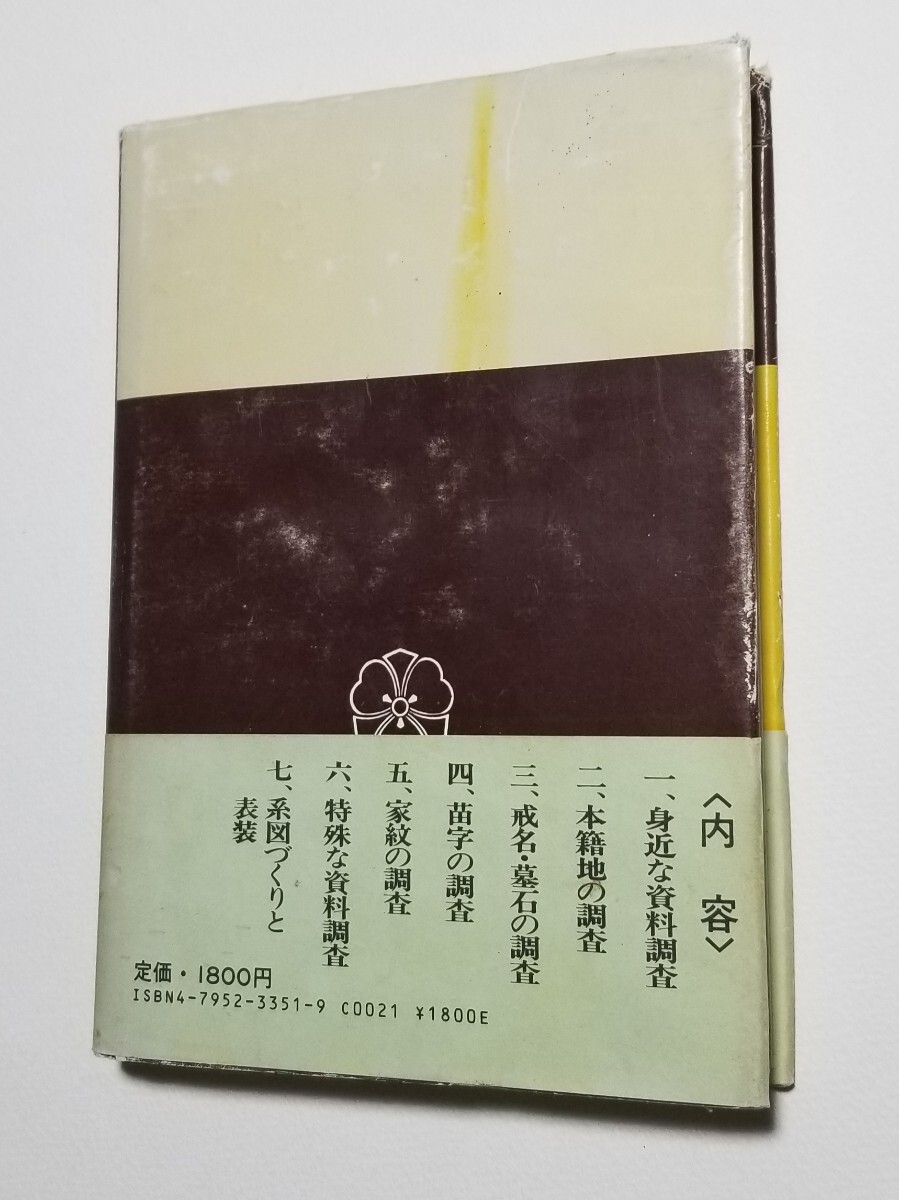 〈内 容〉
一、身近な資料調査
二、本籍地の調査
三、戒名・墓石の調査
四、苗字の調査
五、家紋の調査
六、特殊な資料調査
七、系図づくりと
表装
定価・1800円
ISBN4-7952-3351-9 C0021 ¥1800E